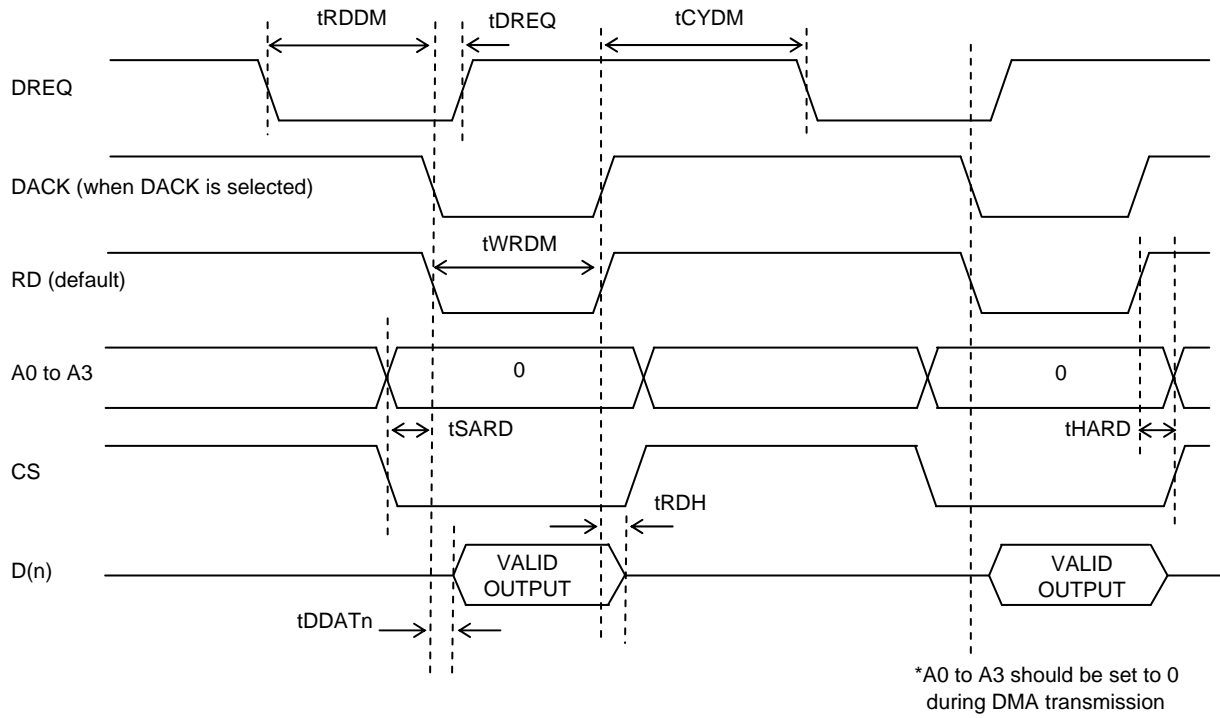 tRDDM
tDREQ
tCYDM
DREQ
DACK (when DACK is selected)
tWRDM
RD (default)
A0 to A3
0
0
tSARD
tHARD
CS
tRDH
D(n)
VALID
OUTPUT
VALID
OUTPUT
tDDATn
*A0 to A3 should be set to 0
during DMA transmission